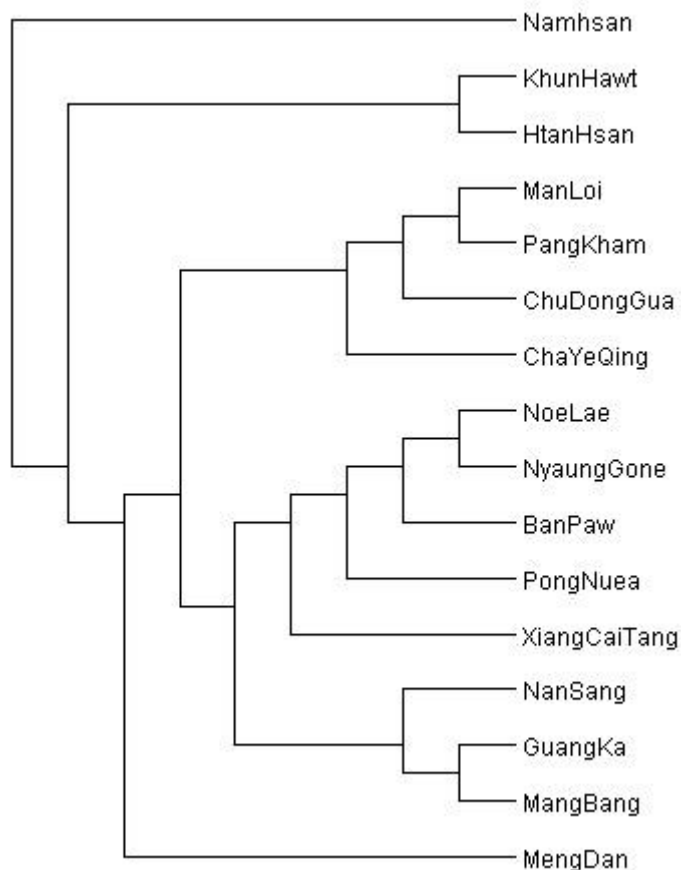 Namhsan
KhunHawt
HtanHsan
ManLoi
PangKham
ChuDongGua
ChaYeQing
NoeLae
NyaungGone
BanPaw
PongNuea
XiangCaiTang
NanSang
GuangKa
MangBang
MengDan